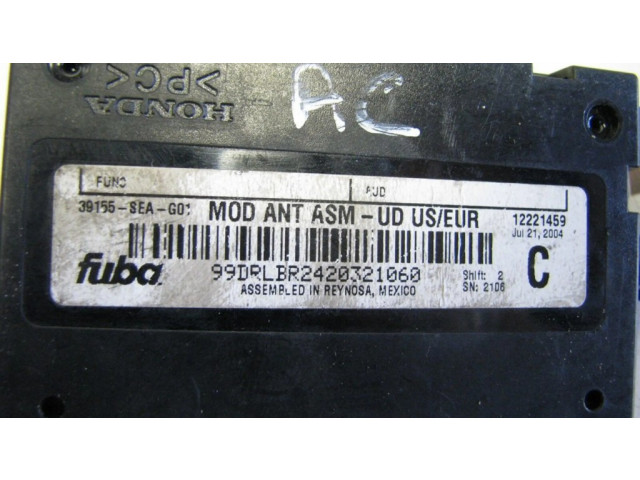 HONDA
>PC<
AC
FUNC
AUD
39155-SEA-G01 MOD ANT ASM-UD US/EUR 12221459
Jul 21, 2004
fuba 99DRLBR2420321060 Shift: 2 C
ASSEMBLED IN REYNOSA, MEXICO SN: 2106